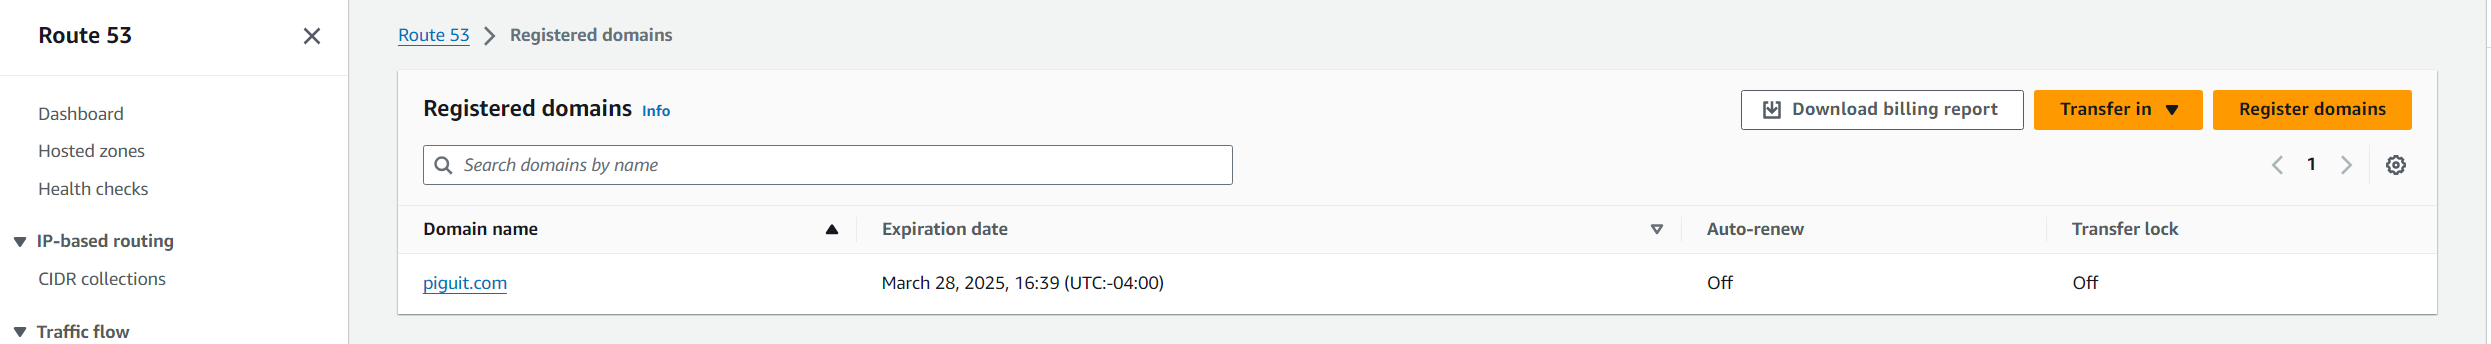 Route 53
Dashboard
Hosted zones
Health checks
IP-based routing
CIDR collections
Traffic flow
Route 53 > Registered domains
Registered domains Info
Download billing report
Transfer in
Register domains
Search domains by name
1
Domain name Expiration date Auto-renew Transfer lock
piguit.com March 28, 2025, 16:39 (UTC:-04:00) Off Off